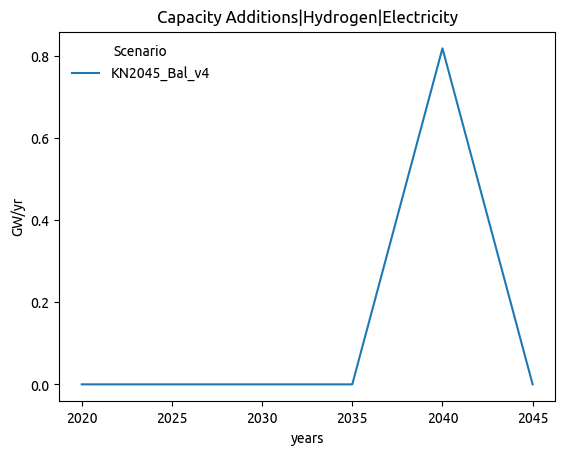 Capacity Additions|Hydrogen|Electricity
Scenario
KN2045_Bal_v4
GW/yr
0.8
0.6
0.4
0.2
0.0
2020 2025 2030 2035 2040 2045
years